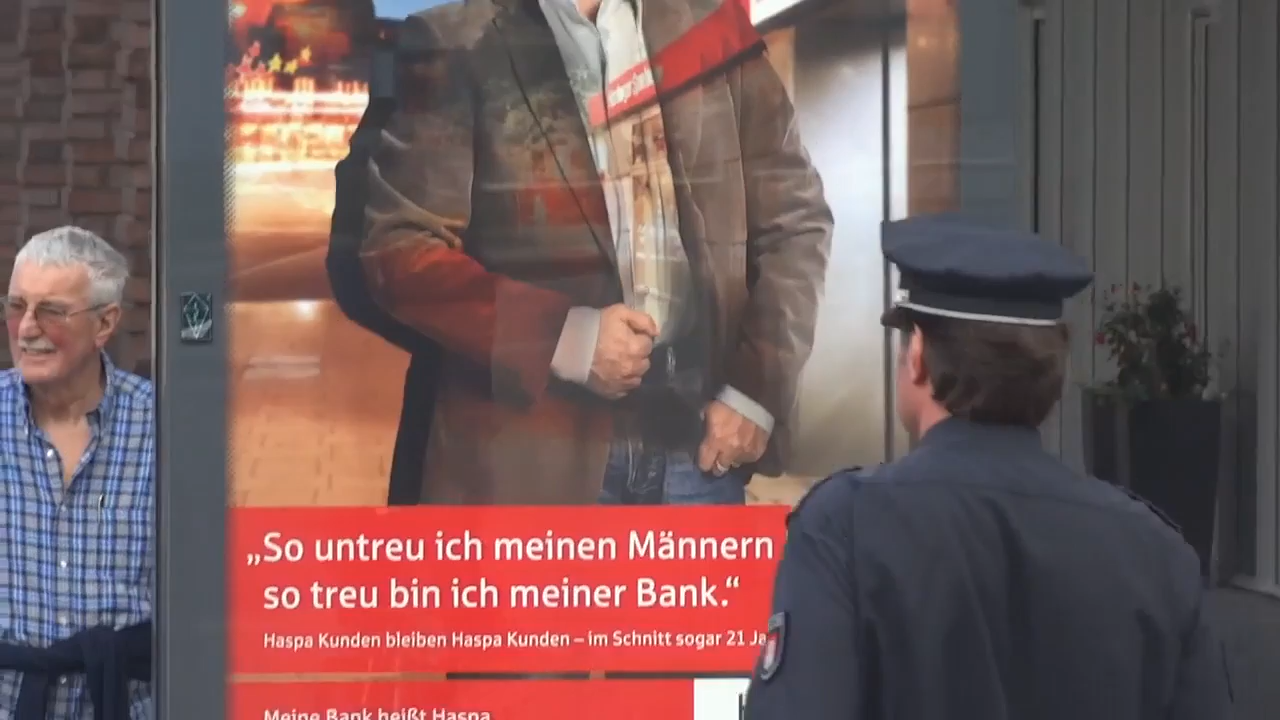 „So untreu ich meinen Männern
so treu bin ich meiner Bank.“
Haspa Kunden bleiben Haspa Kunden – im Schnitt sogar 21
Meine Bank heißt Haspa